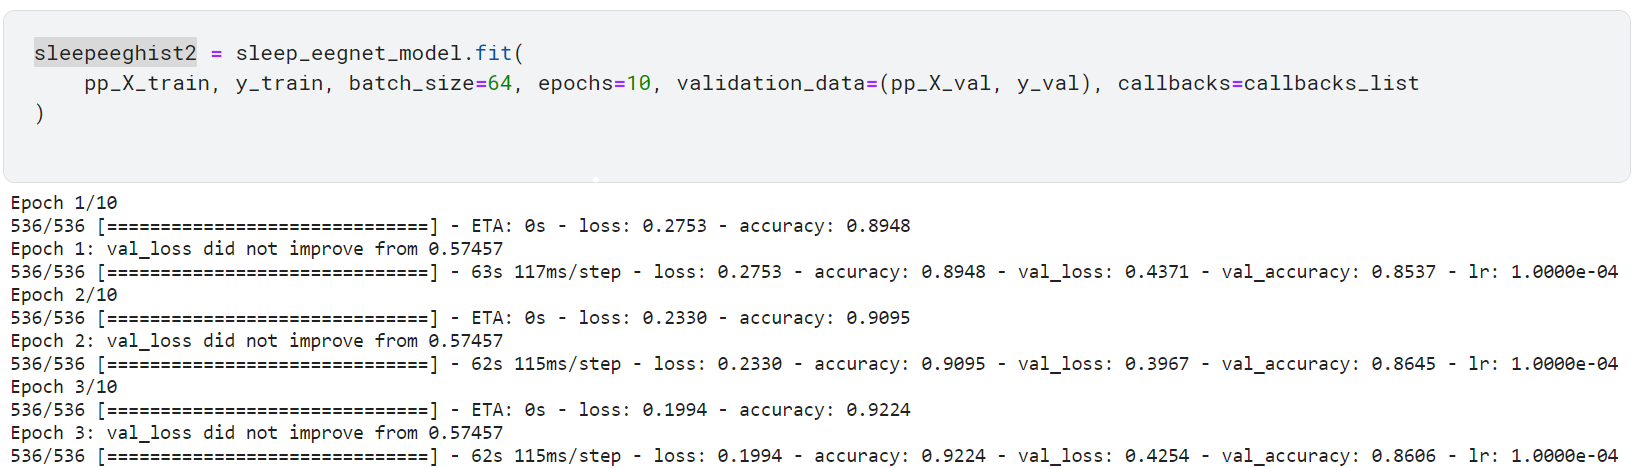 sleepeeghist2 = sleep_eegnet_model.fit(
    pp_X_train, y_train, batch_size=64, epochs=10, validation_data=(pp_X_val, y_val), callbacks=callbacks_list
)
Epoch 1/10
536/536 [==============================] - ETA: 0s - loss: 0.2753 - accuracy: 0.8948
Epoch 1: val_loss did not improve from 0.57457
536/536 [==============================] - 63s 117ms/step - loss: 0.2753 - accuracy: 0.8948 - val_loss: 0.4371 - val_accuracy: 0.8537 - lr: 1.0000e-04
Epoch 2/10
536/536 [==============================] - ETA: 0s - loss: 0.2330 - accuracy: 0.9095
Epoch 2: val_loss did not improve from 0.57457
536/536 [==============================] - 62s 115ms/step - loss: 0.2330 - accuracy: 0.9095 - val_loss: 0.3967 - val_accuracy: 0.8645 - lr: 1.0000e-04
Epoch 3/10
536/536 [==============================] - ETA: 0s - loss: 0.1994 - accuracy: 0.9224
Epoch 3: val_loss did not improve from 0.57457
536/536 [==============================] - 62s 115ms/step - loss: 0.1994 - accuracy: 0.9224 - val_loss: 0.4254 - val_accuracy: 0.8606 - lr: 1.0000e-04